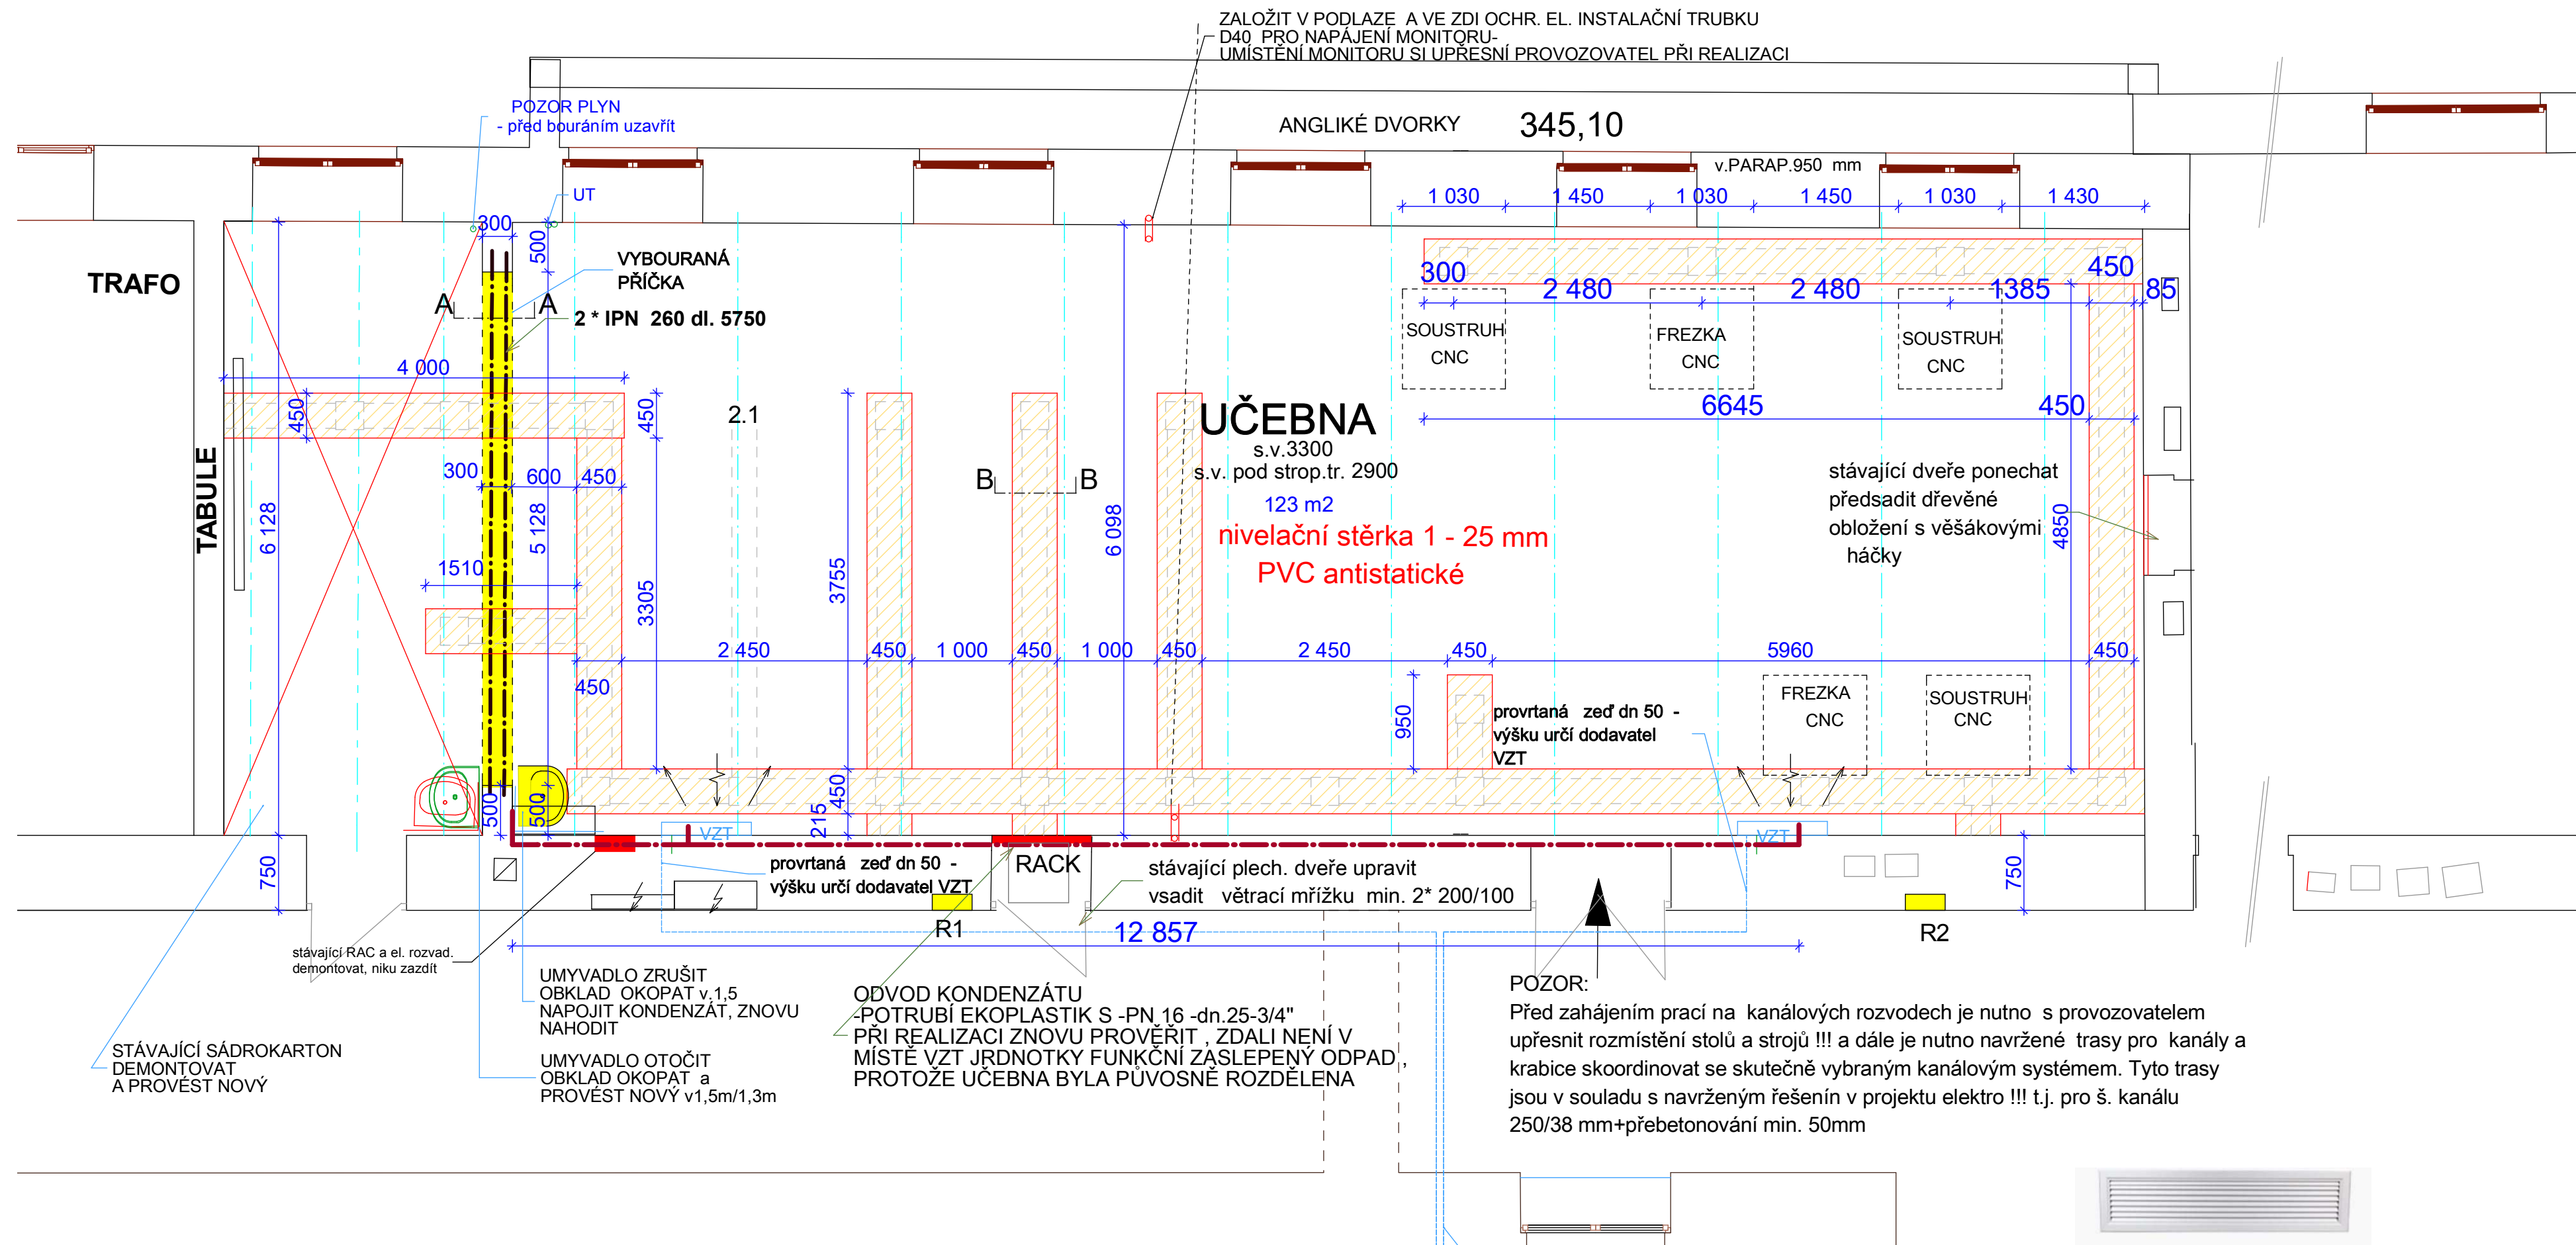 ZALOŽIT V PODLAZE A VE ZDI OCHR. EL. INSTALAČNÍ TRUBKU
D40 PRO NAPÁJENÍ MONITORU-
UMÍSTĚNÍ MONITORU SI UPŘESNÍ PROVOZOVATEL PŘI REALIZACI
POZOR PLYN
- před bouráním uzavřít
ANGLIKÉ DVORKY 345,10
v.PARAP.950 mm
UT
1 030 1 450 1 030 1 450 1 030 1 430
300
500
VYBOURANÁ
PŘÍČKA
TRAFO
A A
2 * IPN 260 dl. 5750
300 2 480 2 480 1385 450 85
SOUSTRUH
CNC
FREZKA
CNC
SOUSTRUH
CNC
4 000
450
450
2.1
6645 450
UČEBNA
s.v.3300
s.v. pod strop.tr. 2900
123 m2
nivelační stěrka 1 - 25 mm
PVC antistatické
B B
TABULE
300 600 450
6 128
5 128
1510
3305
3755
6 098
stávající dveře ponechat
předsadit dřevěné
obložení s věšákovými
háčky
4850
2 450 450 1 000 450 1 000 450 2 450 450 5960 450
450
950
provrtaná zeď dn 50 -
výšku určí dodavatel
VZT
FREZKA
CNC
SOUSTRUH
CNC
500
500
450
215
VZT
VZT
750
750
provrtaná zeď dn 50 -
výšku určí dodavatel VZT
RACK
stávající plech. dveře upravit
vsadit větrací mřížku min. 2* 200/100
R1
12 857
R2
stávající RAC a el. rozvad.
demontovat, niku zazdít
UMYVADLO ZRUŠIT
OBKLAD OKOPAT v.1,5
NAPOJIT KONDENZÁT, ZNOVU
NAHODIT
UMYVADLO OTOČIT
OBKLAD OKOPAT a
PROVÉST NOVÝ v1,5m/1,3m
ODVOD KONDENZÁTU
-POTRUBÍ EKOPLASTIK S -PN 16 -dn.25-3/4"
PŘI REALIZACI ZNOVU PROVĚŘIT , ZDALI NENÍ V
MÍSTĚ VZT JRDNOTKY FUNKČNÍ ZASLEPENÝ ODPAD ,
PROTOŽE UČEBNA BYLA PŮVOSNĚ ROZDĚLENA
STÁVAJÍCÍ SÁDROKARTON
DEMONTOVAT
A PROVÉST NOVÝ
POZOR:
Před zahájením prací na kanálových rozvodech je nutno s provozovatelem
upřesnit rozmístění stolů a strojů !!! a dále je nutno navržené trasy pro kanály a
krabice skoordinovat se skutečně vybraným kanálovým systémem. Tyto trasy
jsou v souladu s navrženým řešenín v projektu elektro !!! t.j. pro š. kanálu
250/38 mm+přebetonování min. 50mm